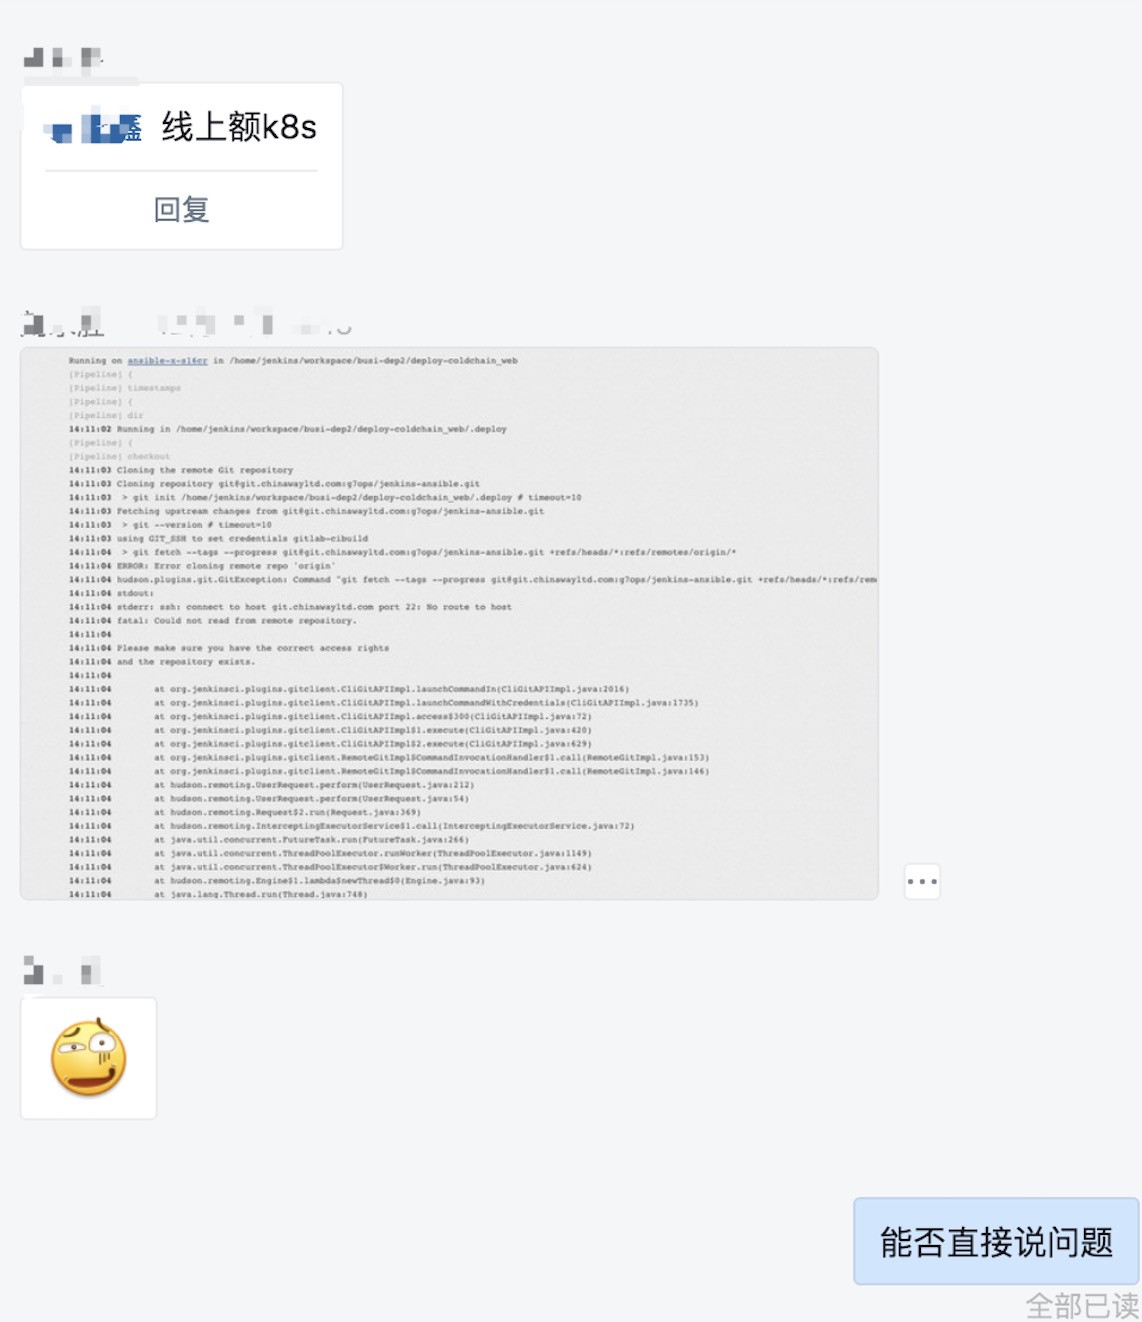 鑫 线上额k8s
回复
Running on ansible-x-sl6cr in /home/jenkins/workspace/busi-dep2/deploy-coldchain_web
[Pipeline] {
[Pipeline] timestamps
[Pipeline] {
[Pipeline] dir
14:11:02 Running in /home/jenkins/workspace/busi-dep2/deploy-coldchain_web/.deploy
[Pipeline] {
[Pipeline] checkout
14:11:03 Cloning the remote Git repository
14:11:03 Cloning repository git@git.chinawayltd.com:g7ops/jenkins-ansible.git
14:11:03 > git init /home/jenkins/workspace/busi-dep2/deploy-coldchain_web/.deploy # timeout=10
14:11:03 Fetching upstream changes from git@git.chinawayltd.com:g7ops/jenkins-ansible.git
14:11:03 > git --version # timeout=10
14:11:03 using GIT_SSH to set credentials gitlab-cibuild
14:11:04 > git fetch --tags --progress git@git.chinawayltd.com:g7ops/jenkins-ansible.git +refs/heads/*:refs/remotes/origin/*
14:11:04 ERROR: Error cloning remote repo 'origin'
14:11:04 hudson.plugins.git.GitException: Command "git fetch --tags --progress git@git.chinawayltd.com:g7ops/jenkins-ansible.git +refs/heads/*:refs/rem
14:11:04 stdout:
14:11:04 stderr: ssh: connect to host git.chinawayltd.com port 22: No route to host
14:11:04 fatal: Could not read from remote repository.
14:11:04
14:11:04 Please make sure you have the correct access rights
14:11:04 and the repository exists.
14:11:04
14:11:04 at org.jenkinsci.plugins.gitclient.CliGitAPIImpl.launchCommandIn(CliGitAPIImpl.java:2016)
14:11:04 at org.jenkinsci.plugins.gitclient.CliGitAPIImpl.launchCommandWithCredentials(CliGitAPIImpl.java:1735)
14:11:04 at org.jenkinsci.plugins.gitclient.CliGitAPIImpl.access$300(CliGitAPIImpl.java:72)
14:11:04 at org.jenkinsci.plugins.gitclient.CliGitAPIImpl$1.execute(CliGitAPIImpl.java:420)
14:11:04 at org.jenkinsci.plugins.gitclient.CliGitAPIImpl$2.execute(CliGitAPIImpl.java:629)
14:11:04 at org.jenkinsci.plugins.gitclient.RemoteGitImpl$CommandInvocationHandler$1.call(RemoteGitImpl.java:153)
14:11:04 at org.jenkinsci.plugins.gitclient.RemoteGitImpl$CommandInvocationHandler$1.call(RemoteGitImpl.java:146)
14:11:04 at hudson.remoting.UserRequest.perform(UserRequest.java:212)
14:11:04 at hudson.remoting.UserRequest.perform(UserRequest.java:54)
14:11:04 at hudson.remoting.Request$2.run(Request.java:369)
14:11:04 at hudson.remoting.InterceptingExecutorService$1.call(InterceptingExecutorService.java:72)
14:11:04 at java.util.concurrent.FutureTask.run(FutureTask.java:266)
14:11:04 at java.util.concurrent.ThreadPoolExecutor.runWorker(ThreadPoolExecutor.java:1149)
14:11:04 at java.util.concurrent.ThreadPoolExecutor$Worker.run(ThreadPoolExecutor.java:624)
14:11:04 at hudson.remoting.Engine$1.lambda$newThread$0(Engine.java:93)
14:11:04 at java.lang.Thread.run(Thread.java:748)
能否直接说问题
全部已读